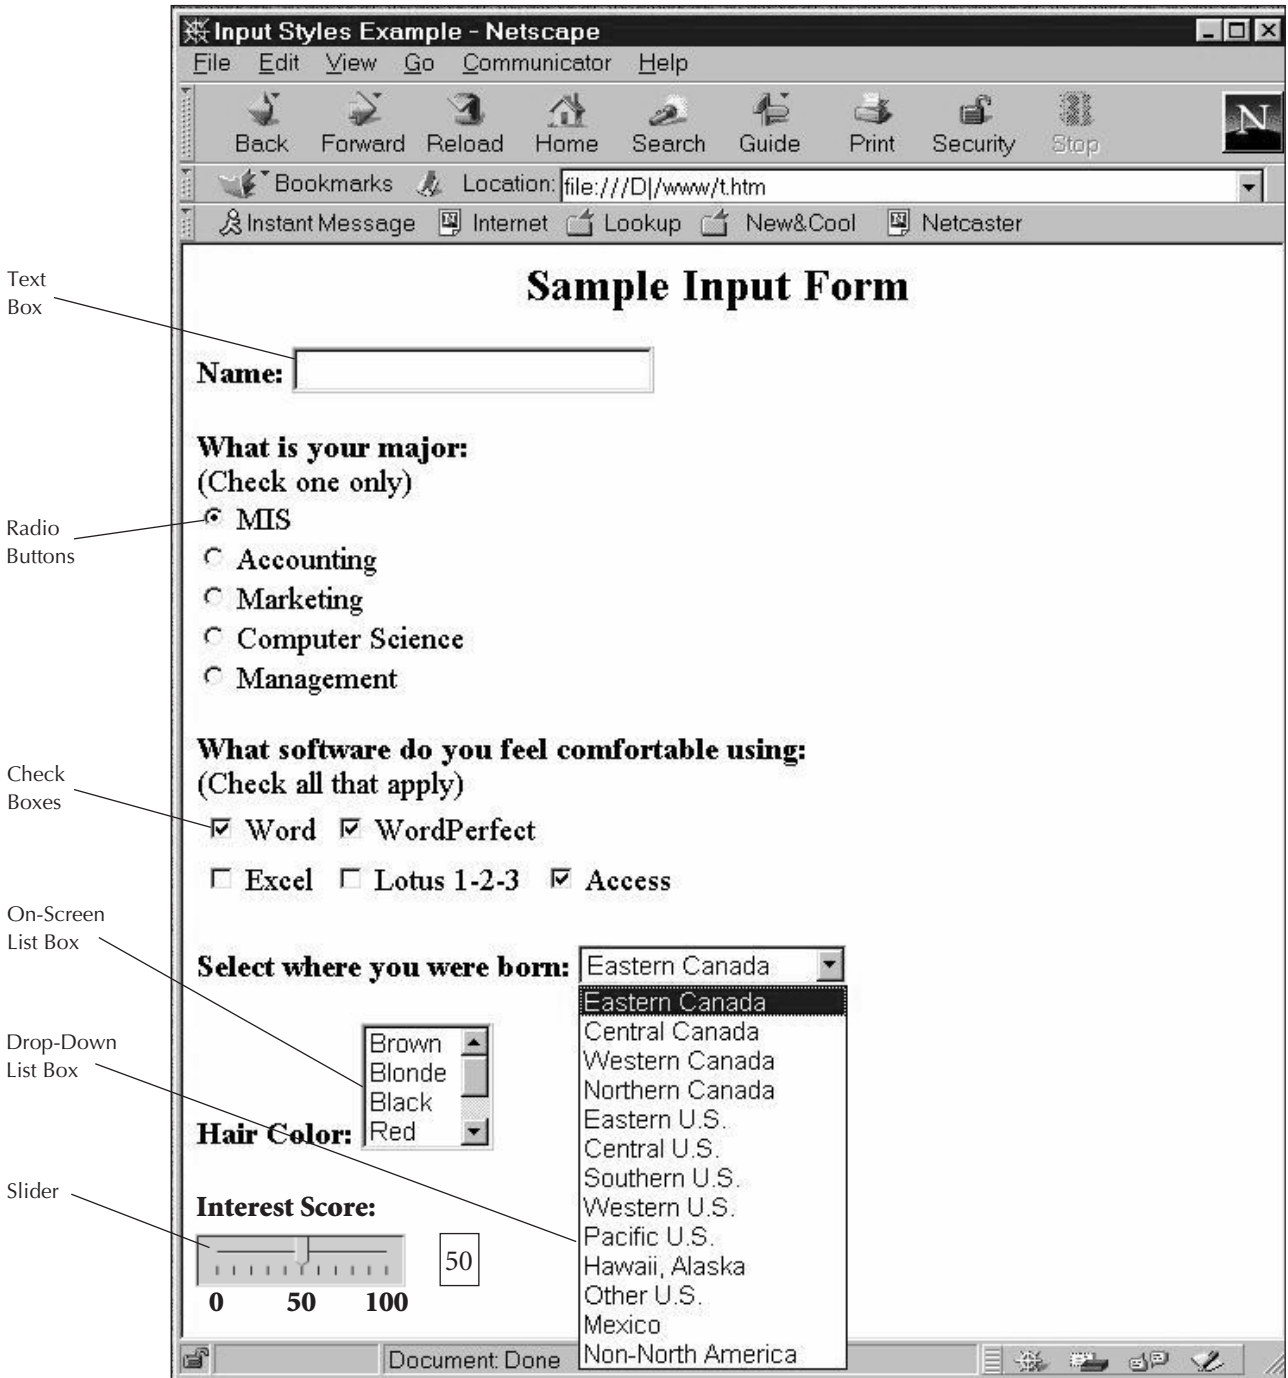 Input Styles Example - Netscape
File Edit View Go Communicator Help
Back Forward Reload Home Search Guide Print Security Stop
N
Bookmarks Location: file:///D|/www/t.htm
Instant Message Internet Lookup New&Cool Netcaster
Text
Box
Sample Input Form
Name:
What is your major:
(Check one only)
Radio
Buttons
MIS
Accounting
Marketing
Computer Science
Management
What software do you feel comfortable using:
(Check all that apply)
Check
Boxes
Word WordPerfect
Excel Lotus 1-2-3 Access
On-Screen
List Box
Select where you were born: Eastern Canada
Eastern Canada
Central Canada
Western Canada
Northern Canada
Eastern U.S.
Central U.S.
Southern U.S.
Western U.S.
Pacific U.S.
Hawaii, Alaska
Other U.S.
Mexico
Non-North America
Drop-Down
List Box
Hair Color:
Brown
Blonde
Black
Red
Slider
Interest Score:
50
0 50 100
Document: Done